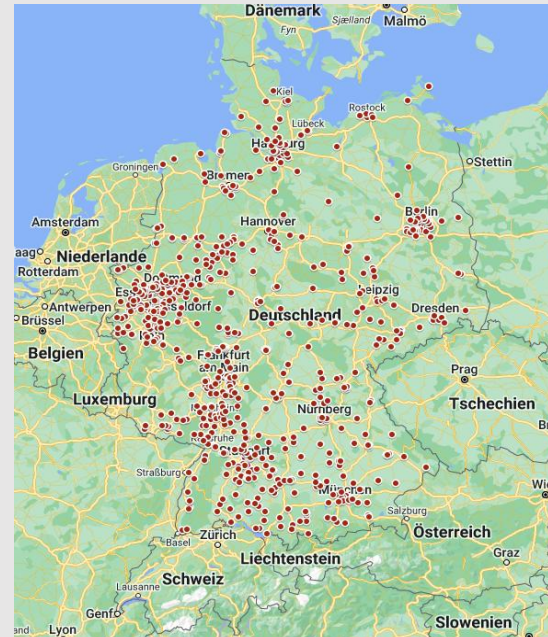 Dänemark
Malmö
Sjælland
Fyn
Kiel
Rostock
Lübeck
Groningen
Bremen
Stettin
Berlin
Amsterdam
Hannover
Niederlande
Rotterdam
Leipzig
Antwerpen
Deutschland
Dresden
Brüssel
Belgien
Frankfurt
am Main
Prag
Luxemburg
Tschechien
Nürnberg
Karlsruhe
Straßburg
München
Salzburg
Zürich
Basel
Österreich
Liechtenstein
Graz
Schweiz
Lausanne
Genf
Lyon
Slowenien